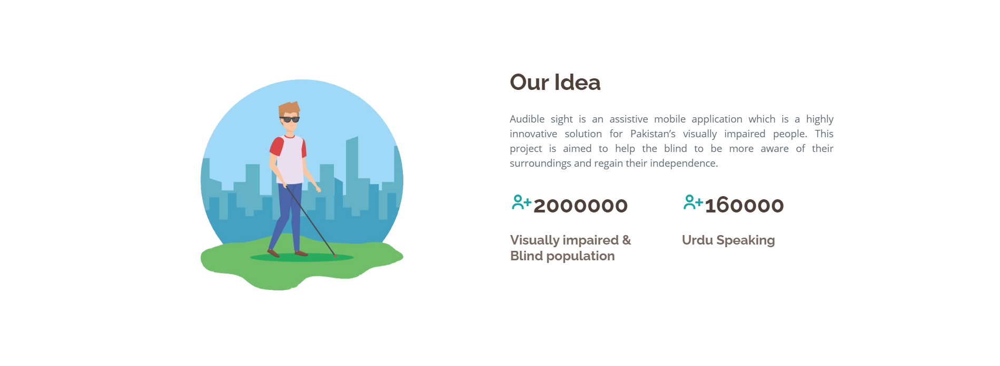 Our Idea
Audible sight is an assistive mobile application which is a highly
innovative solution for Pakistan’s visually impaired people. This
project is aimed to help the blind to be more aware of their
surroundings and regain their independence.
2000000
Visually impaired &
Blind population
160000
Urdu Speaking